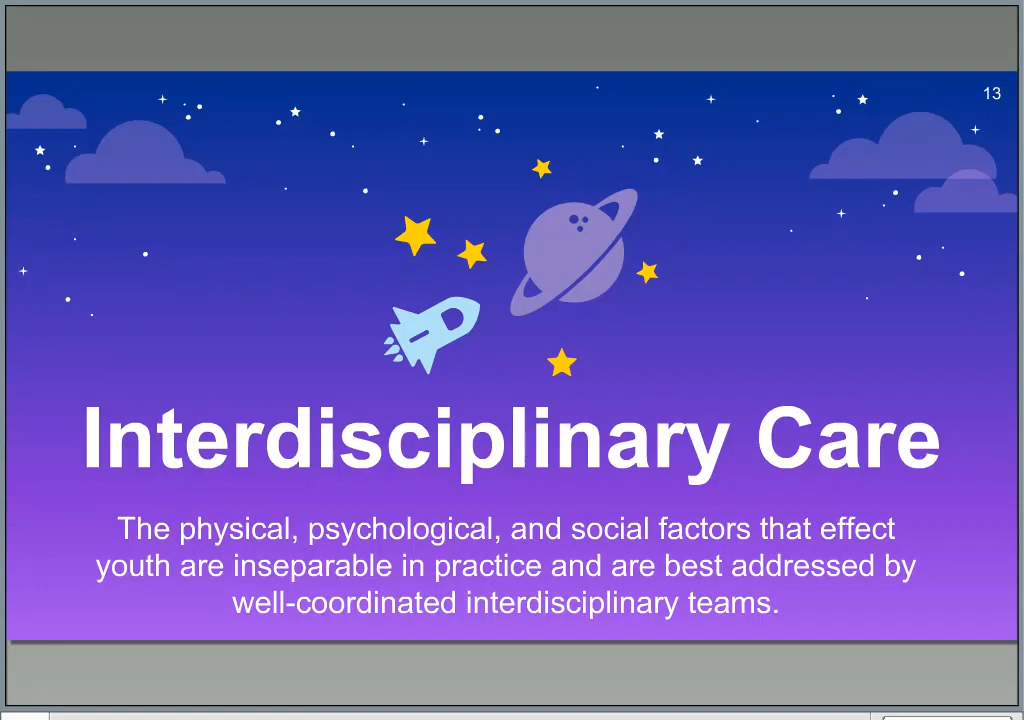 13
Interdisciplinary Care
The physical, psychological, and social factors that effect
youth are inseparable in practice and are best addressed by
well-coordinated interdisciplinary teams.